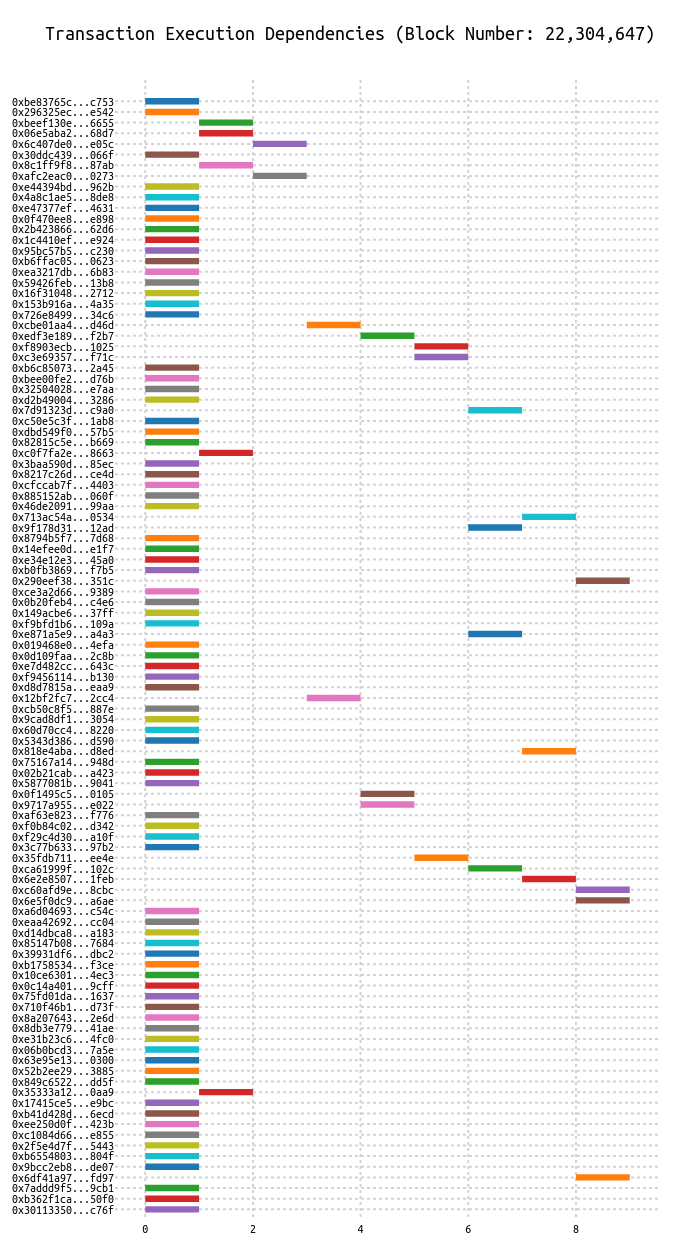 Transaction Execution Dependencies (Block Number: 22,304,647)
0xbe83765c...c753
0x296325ec...e542
0xbeef130e...6655
0x06e5aba2...68d7
0x6c407de0...e05c
0x30ddc439...066f
0x8c1ff9f8...87ab
0xafc2eac0...0273
0xe44394bd...962b
0x4a8c1ae5...8de8
0xe47377ef...4631
0x0f470ee8...e898
0x2b423866...62d6
0x1c4410ef...e924
0x95bc57b5...c230
0xb6ffac05...0623
0xea3217db...6b83
0x59426feb...13b8
0x16f31048...2712
0x153b916a...4a35
0x726e8499...34c6
0xcbe01aa4...d46d
0xedf3e189...f2b7
0xf8903ecb...1025
0xc3e69357...f71c
0xb6c85073...2a45
0xbee00fe2...d76b
0x32504028...e7aa
0xd2b49004...3286
0x7d91323d...c9a0
0xc50e5c3f...1ab8
0xdbd549f0...57b5
0x82815c5e...b669
0xc0f7fa2e...8663
0x3baa590d...85ec
0x8217c26d...ce4d
0xcfccab7f...4403
0x885152ab...060f
0x46de2091...99aa
0x713ac54a...0534
0x9f178d31...12ad
0x8794b5f7...7d68
0x14efee0d...e1f7
0xe34e12e3...45a0
0xb0fb3869...f7b5
0x290eef38...351c
0xce3a2d66...9389
0x0b20feb4...c4e6
0x149acbe6...37ff
0xf9bfd1b6...109a
0xe871a5e9...a4a3
0x019468e0...4efa
0x0d109faa...2c8b
0xe7d482cc...643c
0xf9456114...b130
0xd8d7815a...eaa9
0x12bf2fc7...2cc4
0xcb50c8f5...887e
0x9cad8df1...3054
0x60d70cc4...8220
0x5343d386...d590
0x818e4aba...d8ed
0x75167a14...948d
0x02b21cab...a423
0x5877081b...9041
0x0f1495c5...0105
0x9717a955...e022
0xaf63e823...f776
0xf0b84c02...d342
0xf29c4d30...a10f
0x3c77b633...97b2
0x35fdb711...ee4e
0xca61999f...102c
0x6e2e8507...1feb
0xc60afd9e...8cbc
0x6e5f0dc9...a6ae
0xa6d04693...c54c
0xeaa42692...cc04
0xd14dbca8...a183
0x85147b08...7684
0x39931df6...dbc2
0xb1758534...f3ce
0x10ce6301...4ec3
0x0c14a401...9cff
0x75fd01da...1637
0x710f46b1...d73f
0x8a207643...2e6d
0x8db3e779...41ae
0xe31b23c6...4fc0
0x06b0bcd3...7a5e
0x63e95e13...0300
0x52b2ee29...3885
0x849c6522...dd5f
0x35333a12...0aa9
0x17415ce5...e9bc
0xb41d428d...6ecd
0xee250d0f...423b
0xc1084d66...e855
0x2f5e4d7f...5443
0xb6554803...804f
0x9bcc2eb8...de07
0x6df41a97...fd97
0x7addd9f5...9cb1
0xb362f1ca...50f0
0x30113350...c76f
0 2 4 6 8